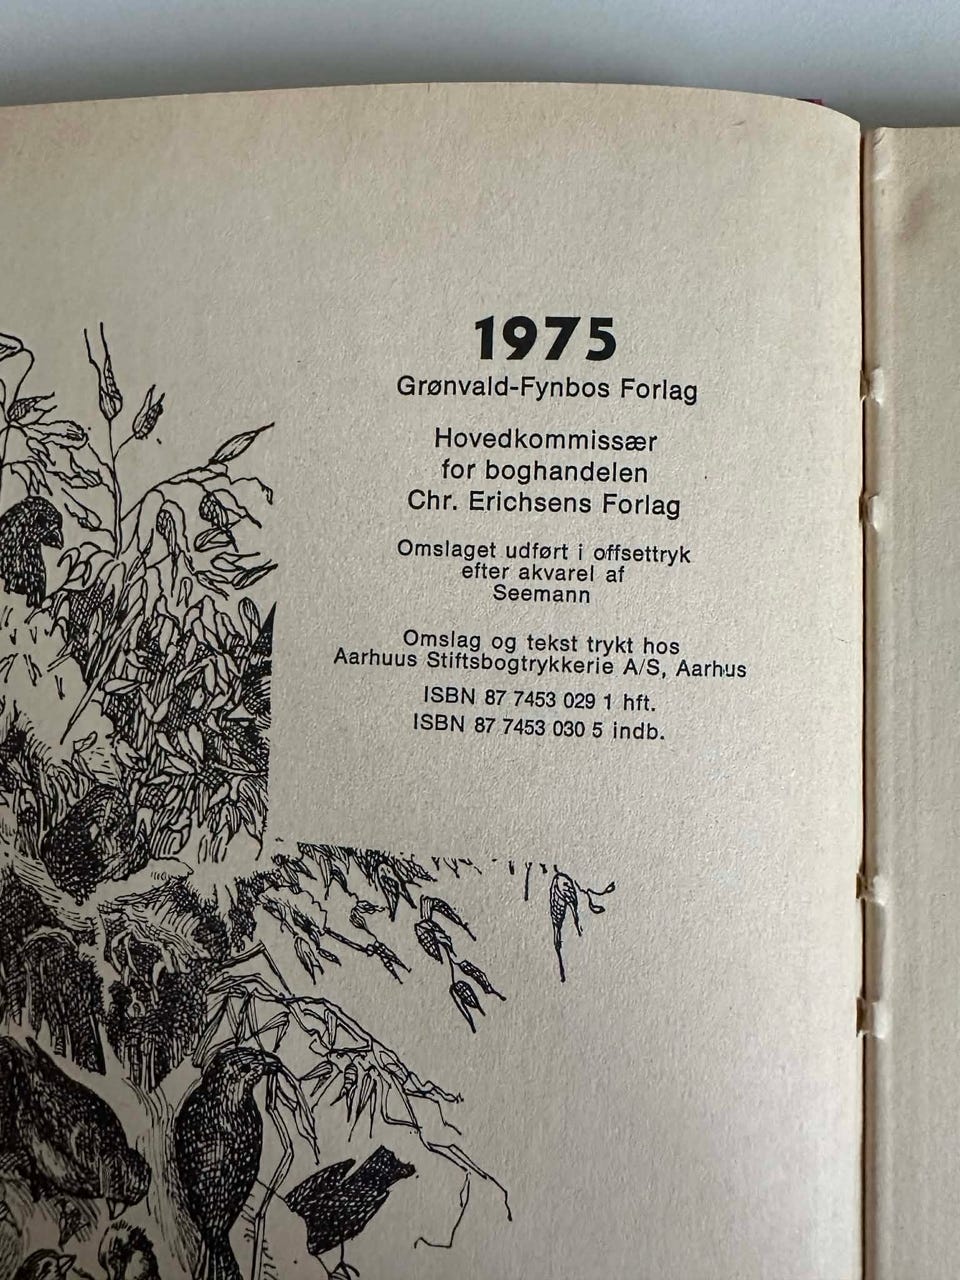 1975
Grønvald-Fynbos Forlag
Hovedkommissær
for boghandelen
Chr. Erichsens Forlag
Omslaget udført i offsettryk
efter akvarel af
Seemann
Omslag og tekst trykt hos
Aarhuus Stiftsbogtrykkerie A/S, Aarhus
ISBN 87 7453 029 1 hft.
ISBN 87 7453 030 5 indb.